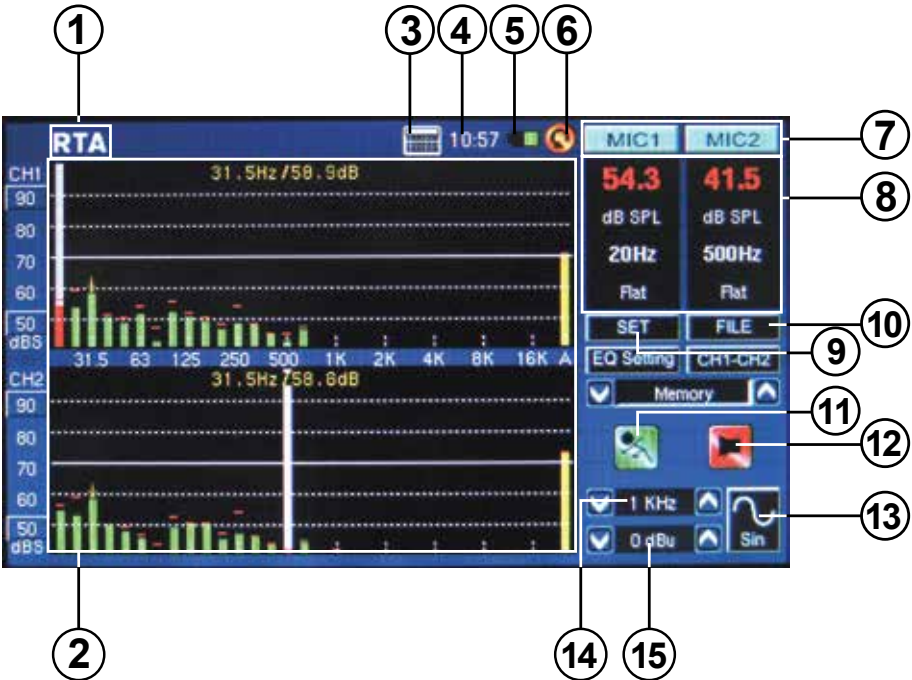 1
3 4 5 6
RTA 10:57
MIC1 MIC2
7
CH1 31.5Hz/58.9dB
54.3 41.5
8
90
dB SPL dB SPL
80
20Hz 500Hz
70
Flat Flat
60
50
SET FILE
10
dBS
9
31.5 63 125 250 500 1K 2K 4K 8K 16K A
EQ Setting CH1-CH2
CH2 31.5Hz/58.6dB
90
Memory
80
11
12
70
60
1 KHz
13
50
dBS
0 dBu
Sin
2
14 15